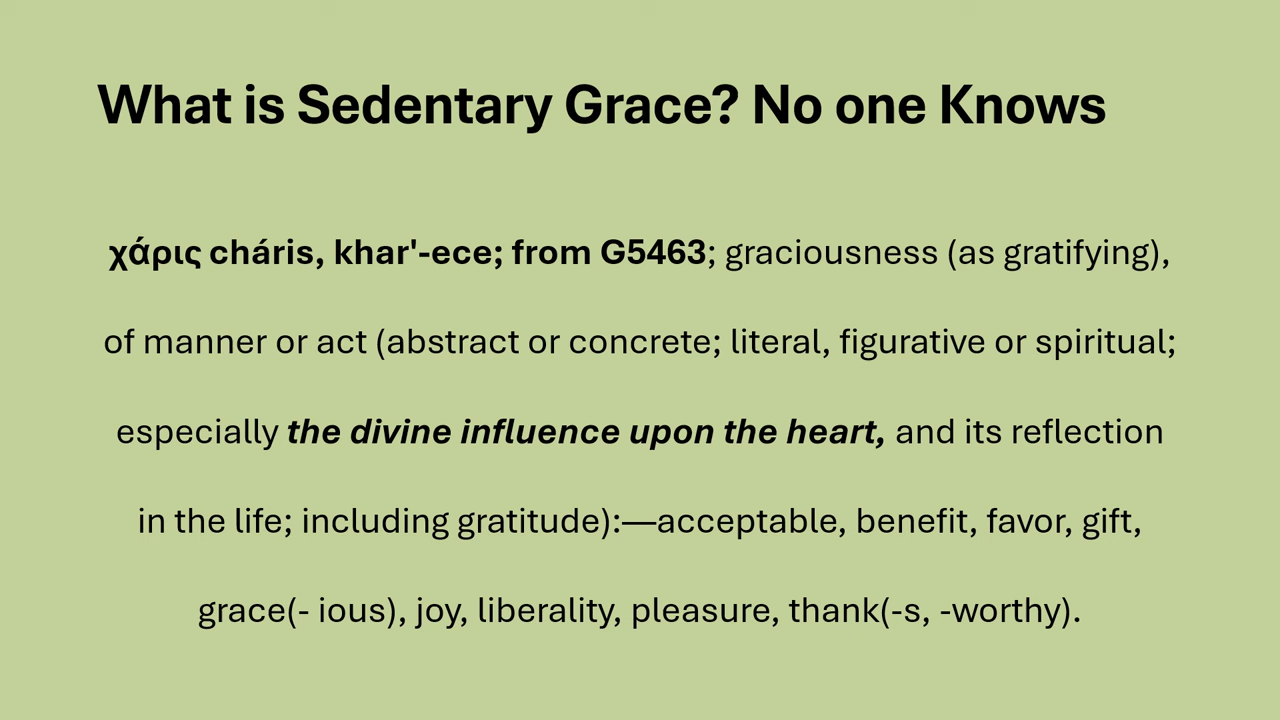 What is Sedentary Grace? No one Knows
χάρις cháris, khar'-ece; from G5463; graciousness (as gratifying),
of manner or act (abstract or concrete; literal, figurative or spiritual;
especially the divine influence upon the heart, and its reflection
in the life; including gratitude):—acceptable, benefit, favor, gift,
grace(- ious), joy, liberality, pleasure, thank(-s, -worthy).